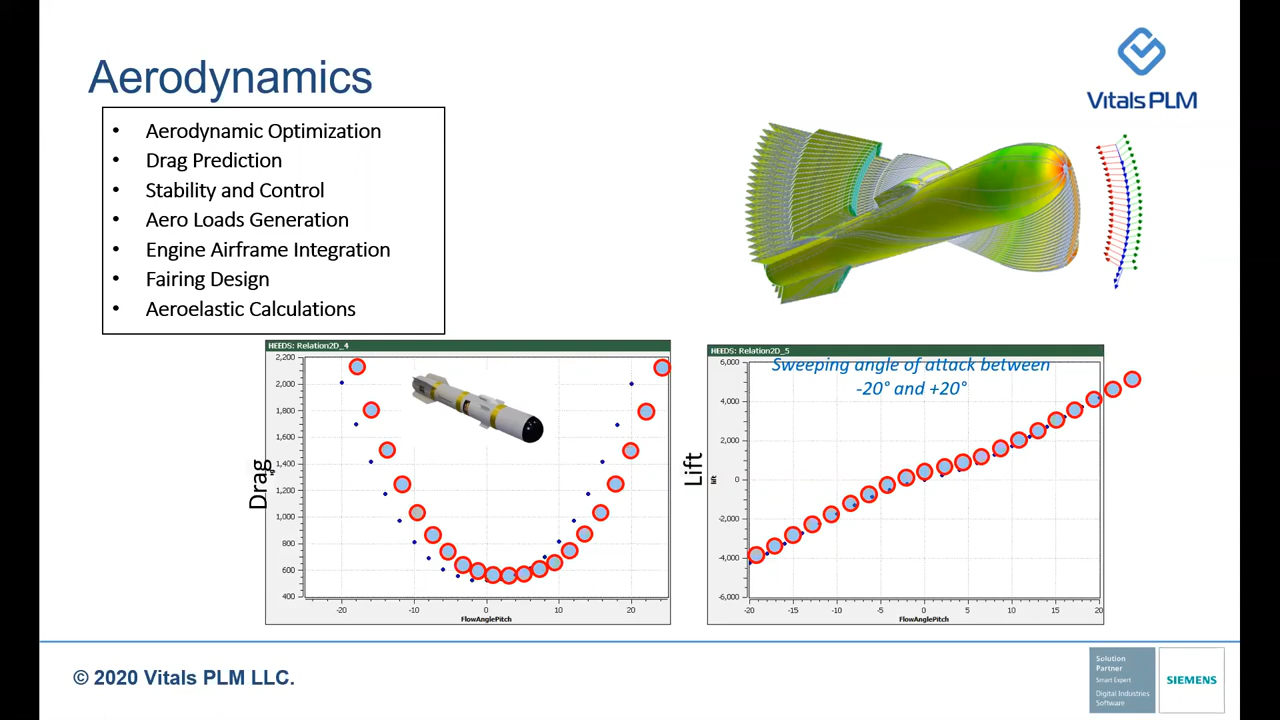 Aerodynamics
Vitals PLM
• Aerodynamic Optimization
• Drag Prediction
• Stability and Control
• Aero Loads Generation
• Engine Airframe Integration
• Fairing Design
• Aeroelastic Calculations
HEEDS: Relation2D_4
2,200
2,000
1,800
1,600
1,400
1,200
1,000
800
600
400
Drag
-20
-10
0
10
20
FlowAnglePitch
HEEDS: Relation2D_5
Sweeping angle of attack between
-20° and +20°
6,000
4,000
2,000
0
-2,000
-4,000
-6,000
Lift
lift
-20
-15
-10
-5
0
5
10
15
20
FlowAnglePitch
© 2020 Vitals PLM LLC.
Solution
Partner
Smart Expert
Digital Industries
Software
SIEMENS